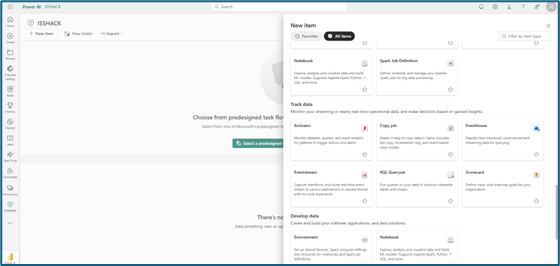 Power BI ISSHACK
Search
New item
Favorites
All items
Filter by item type
Home
Create
Browse
OneLake
catalog
Apps
Metrics
Monitor
Learn
Real-Time
Workspaces
ISSHACK
ISSHACK
+ New item
New folder
Import
Choose from predesigned task flo
Select from one of Microsoft's predesigned
Select a predesigned
There's no
Add something new or up
Notebook
Explore, analyze, and visualize data and build
ML models. Supports Apache Spark, Python, T-
SQL, and more.
Spark Job Definition
Define, schedule, and manage your Apache
Spark jobs for big data processing.
Track data
Monitor your streaming or nearly real-time operational data, and make decisions based on gained insights.
Activator
Monitor datasets, queries, and event streams
for patterns to trigger actions and alerts.
Copy job
Makes it easy to copy data in Fabric. Includes
full copy, incremental copy, and event-based
copy modes.
Eventhouse
Rapidly load structured, unstructured and
streaming data for querying.
Eventstream
Capture, transform, and route real-time event
stream to various destinations in desired format
with no-code experience.
KQL Queryset
Run queries on your data to produce shareable
tables and visuals.
Scorecard
Define, track, and share key goals for your
organization.
Develop data
Create and build your software, applications, and data solutions.
Environment
Set up shared libraries, Spark compute settings,
and resources for notebooks and Spark job
definitions.
Notebook
Explore, analyze, and visualize data and build
ML models. Supports Apache Spark, Python, T-
SQL, and more.